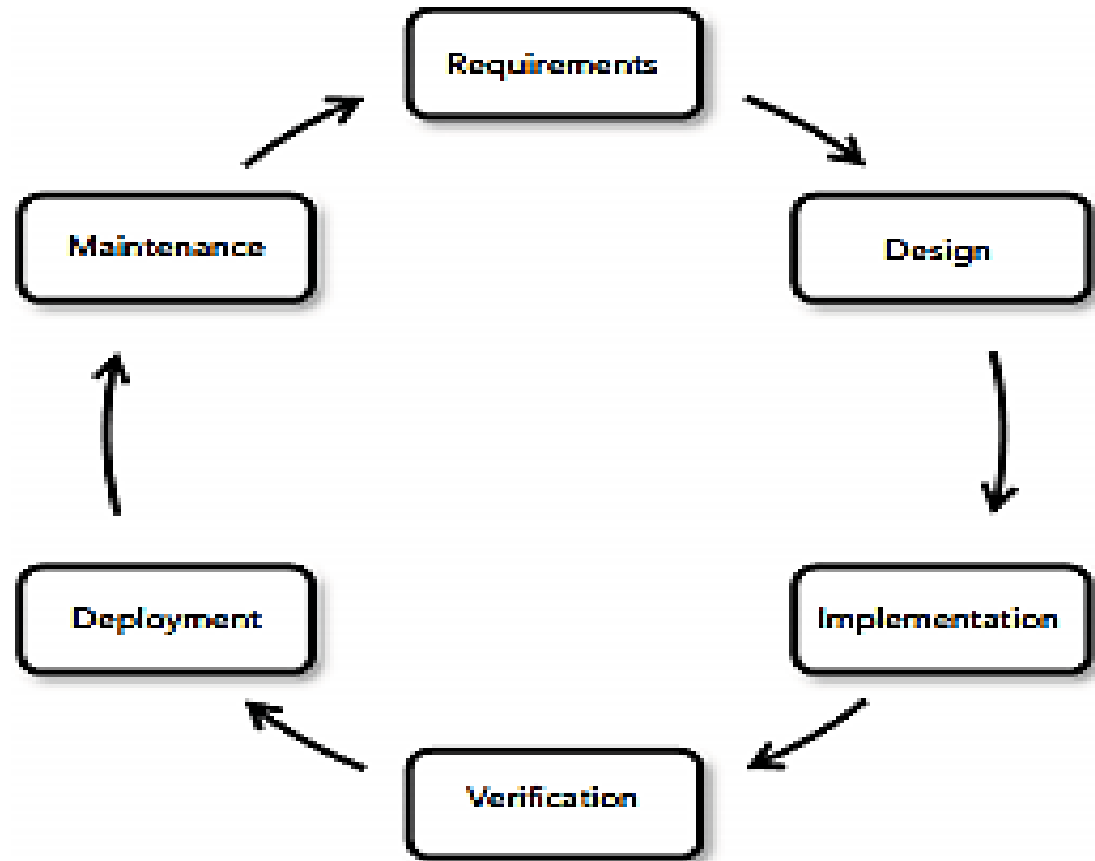 Requirements
Design
Implementation
Verification
Deployment
Maintenance